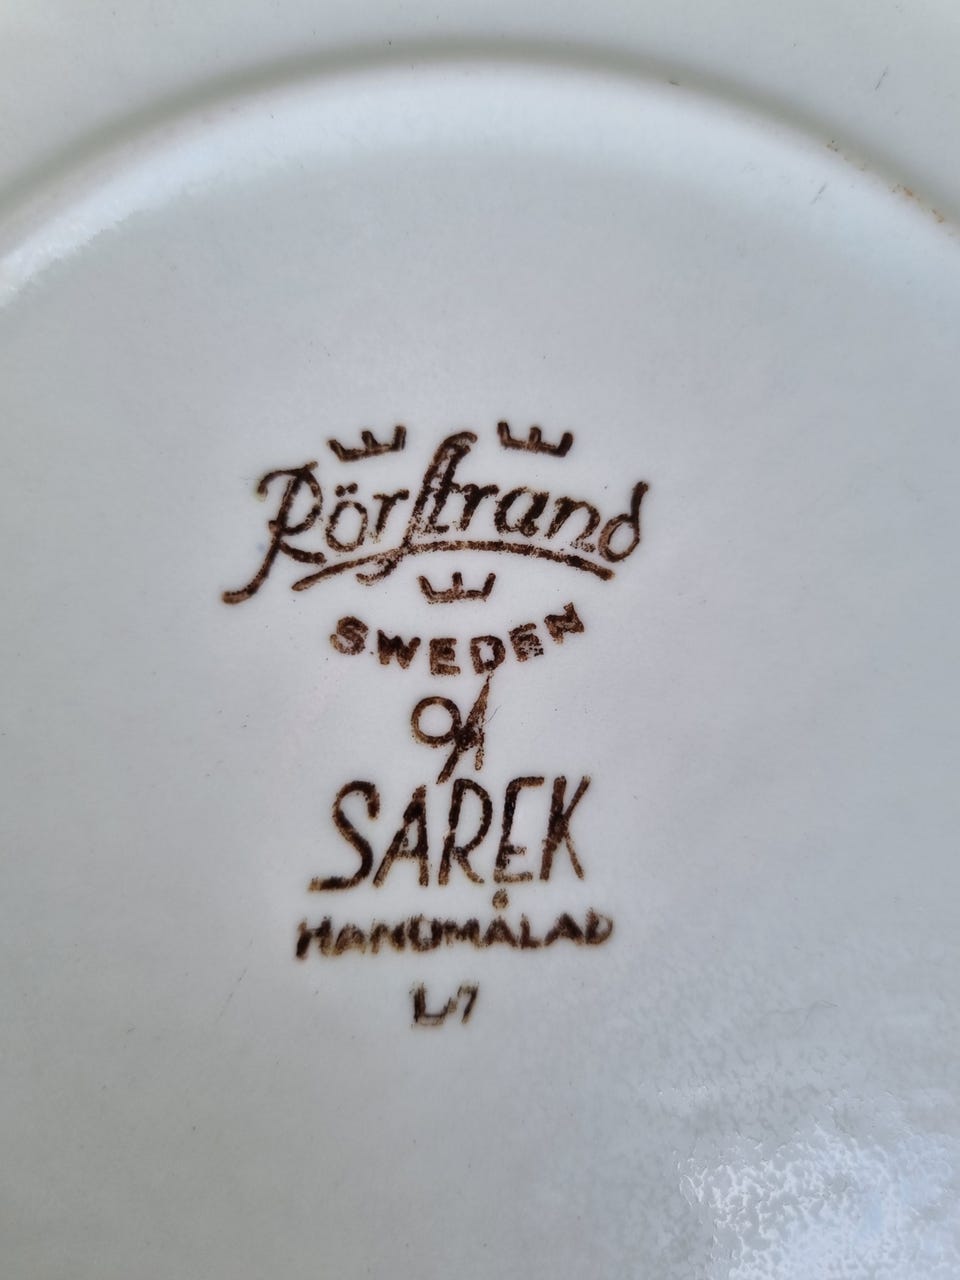 Rörstrand
SWEDEN
SAREK
HANDMÅLAD